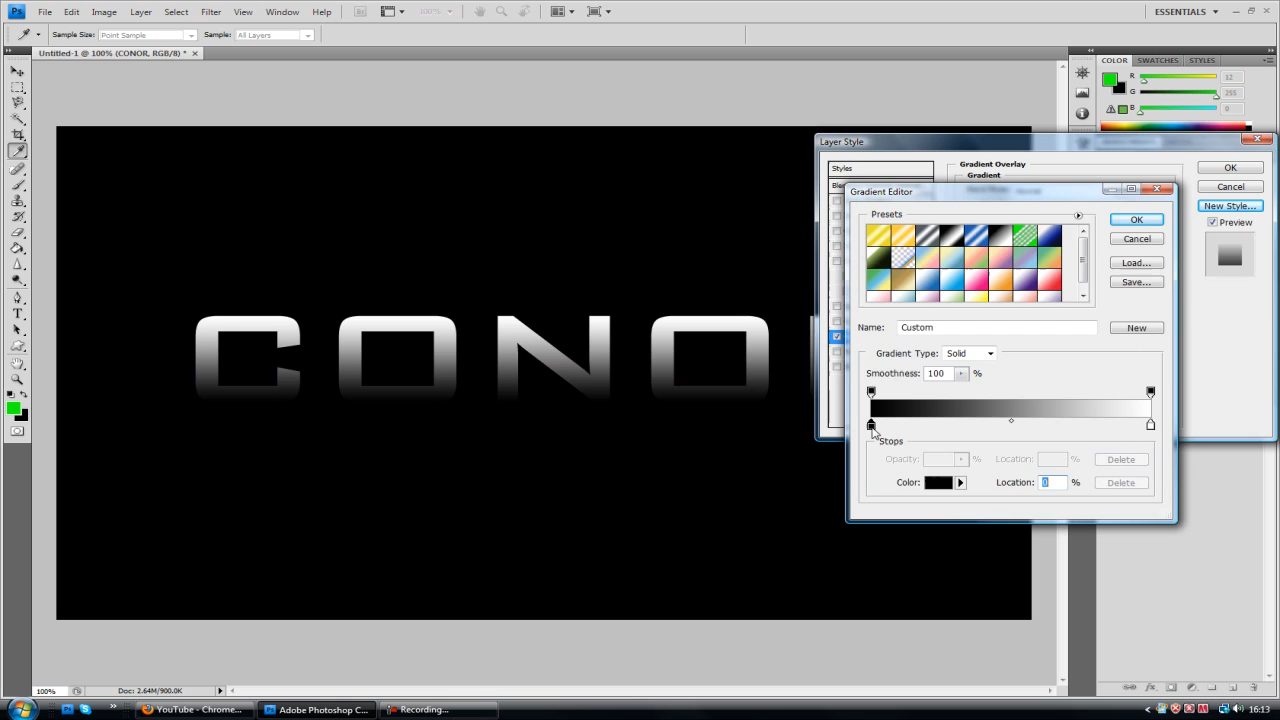 Ps File Edit Image Layer Select Filter View Window Help Br 100% ESSENTIALS
Sample Size: Point Sample Sample: All Layers
Untitled-1 @ 100% (CONOR, RGB/8) * ×
COLOR SWATCHES STYLES
R 12
G 255
B 0
Layer Style
Styles
Gradient Overlay
Gradient
OK
Cancel
New Style...
Preview
Gradient Editor
Presets
OK
Cancel
Load...
Save...
Name: Custom
New
Gradient Type: Solid
Smoothness: 100 %
Stops
Opacity: % Location: % Delete
Color: Location: 0 % Delete
CONO
100% Doc: 2.64M/900.0K
YouTube - Chrome... Adobe Photoshop C... Recording... 16:13